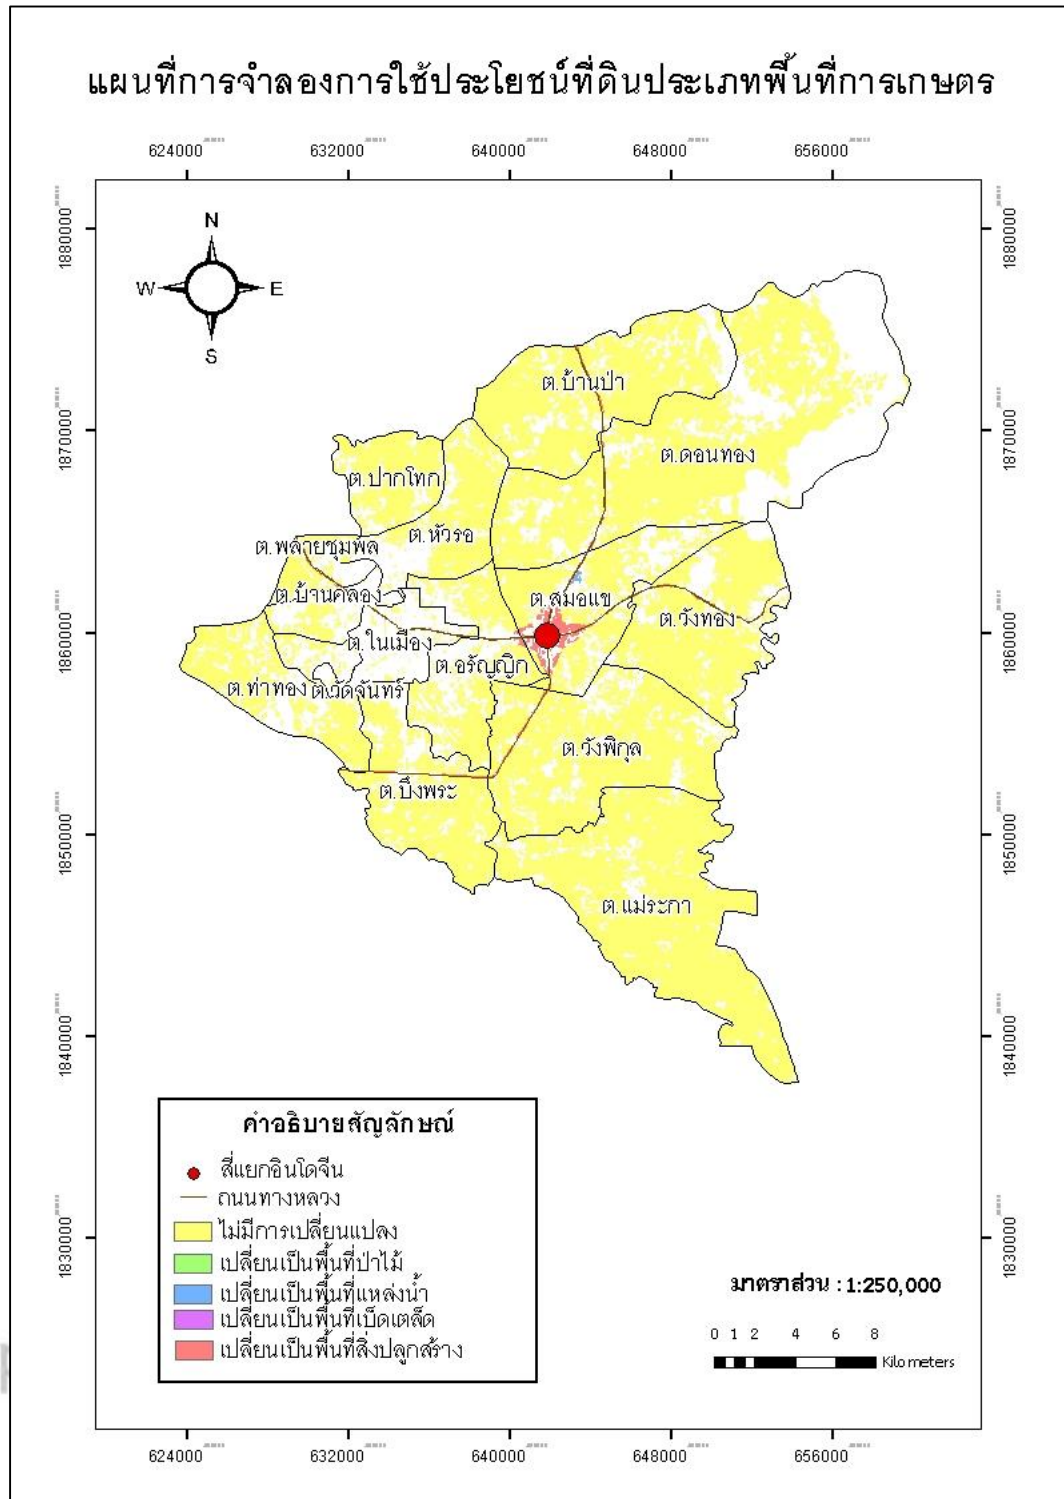 แผนที่การจำลองการใช้ประโยชน์ที่ดินประเภทพื้นที่การเกษตร
624000 632000 640000 648000 656000
1880000 1880000
N
W E
S
ต.บ้านป่า
1870000 1870000
ต.ดอนทอง
ต.ปากโทก
ต.หัวรอ
ต.พลายชุมพล
ต.บ้านคลอง
ต.สมอแข
ต.วังทอง
1860000 1860000
ต.ในเมือง
ต.อรัญญิก
ต.ท่าทอง ต.วัดจันทร์
ต.วังพิกุล
ต.บึงพระ
1850000 1850000
ต.แม่ระกา
1840000 1840000
คำอธิบายสัญลักษณ์
สี่แยกอินโดจีน
ถนนทางหลวง
ไม่มีการเปลี่ยนแปลง
เปลี่ยนเป็นพื้นที่ป่าไม้
เปลี่ยนเป็นพื้นที่แหล่งน้ำ
เปลี่ยนเป็นพื้นที่เบ็ดเตล็ด
เปลี่ยนเป็นพื้นที่สิ่งปลูกสร้าง
1830000 1830000
มาตราส่วน : 1:250,000
0 1 2 4 6 8
Kilometers
624000 632000 640000 648000 656000